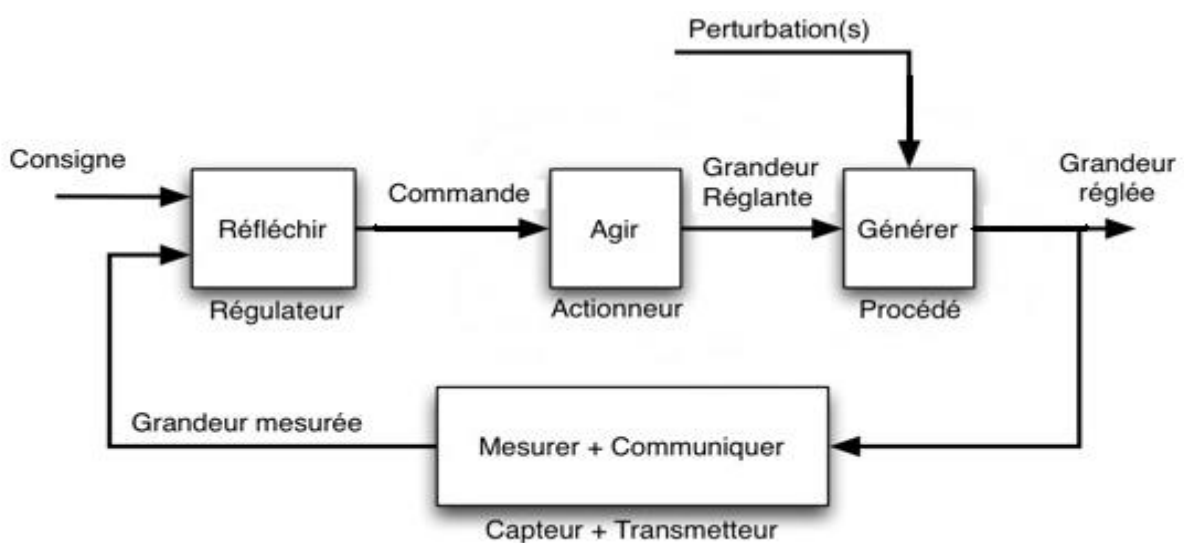 Perturbation(s)
Consigne
Réfléchir
Régulateur
Commande
Agir
Actionneur
Grandeur
Réglante
Générer
Procédé
Grandeur
réglée
Grandeur mesurée
Mesurer + Communiquer
Capteur + Transmetteur